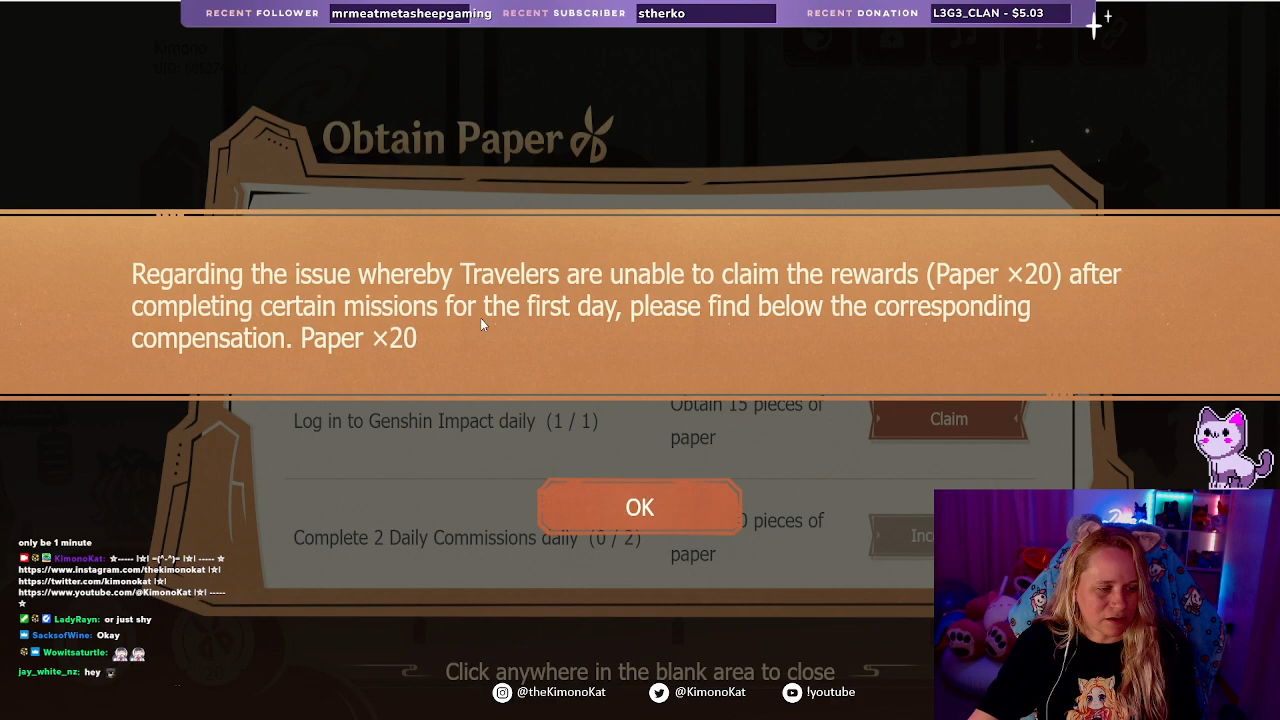 RECENT FOLLOWER mrmeatmetasheepgaming RECENT SUBSCRIBER stherko RECENT DONATION L3G3_CLAN - $5.03
Kimono
Obtain Paper
Regarding the issue whereby Travelers are unable to claim the rewards (Paper ×20) after
completing certain missions for the first day, please find below the corresponding
compensation. Paper ×20
Log in to Genshin Impact daily (1 / 1)
Obtain 15 pieces of
paper
Claim
OK
Complete 2 Daily Commissions daily (0 / 2)
pieces of
paper
Click anywhere in the blank area to close
only be 1 minute
KimonoKat: ☆----- I☆I =(^-^)= I☆I ----- ☆
https://www.instagram.com/thekimonokat I☆I
https://twitter.com/kimonokat I☆I
https://www.youtube.com/@KimonoKat I☆I -----
☆
LadyRayn: or just shy
SacksofWine: Okay
Wowitsaturtle:
jay_white_nz: hey
@theKimonoKat @KimonoKat !youtube